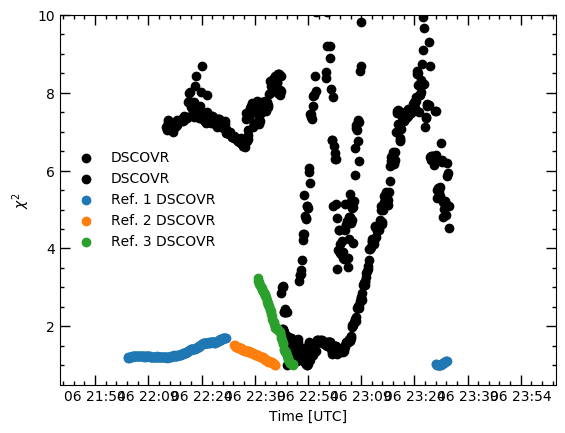 10
8
6
4
2
χ²
DSCOVR
DSCOVR
Ref. 1 DSCOVR
Ref. 2 DSCOVR
Ref. 3 DSCOVR
06 21:54 06 22:09 06 22:24 06 22:39 06 22:54 06 23:09 06 23:24 06 23:39 06 23:54
Time [UTC]